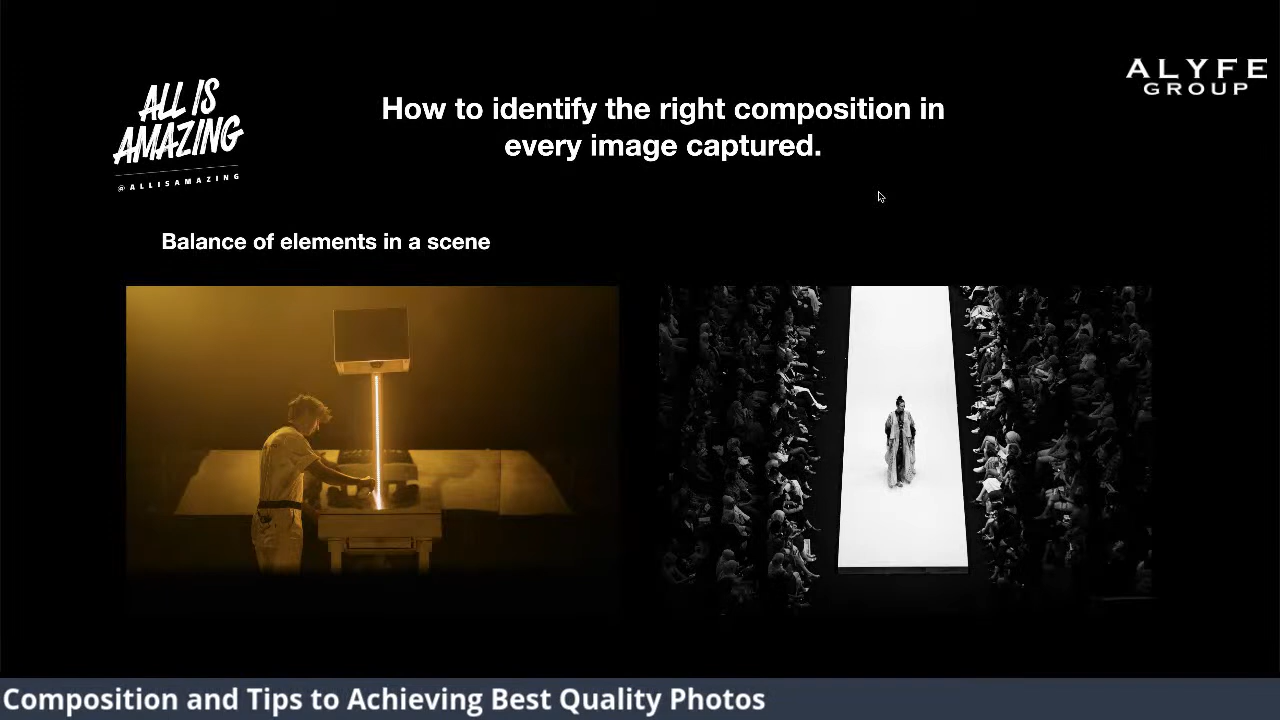 ALL IS
AMAZING
@ALLISAMAZING
How to identify the right composition in
every image captured.
ALYFE
GROUP
Balance of elements in a scene
Composition and Tips to Achieving Best Quality Photos